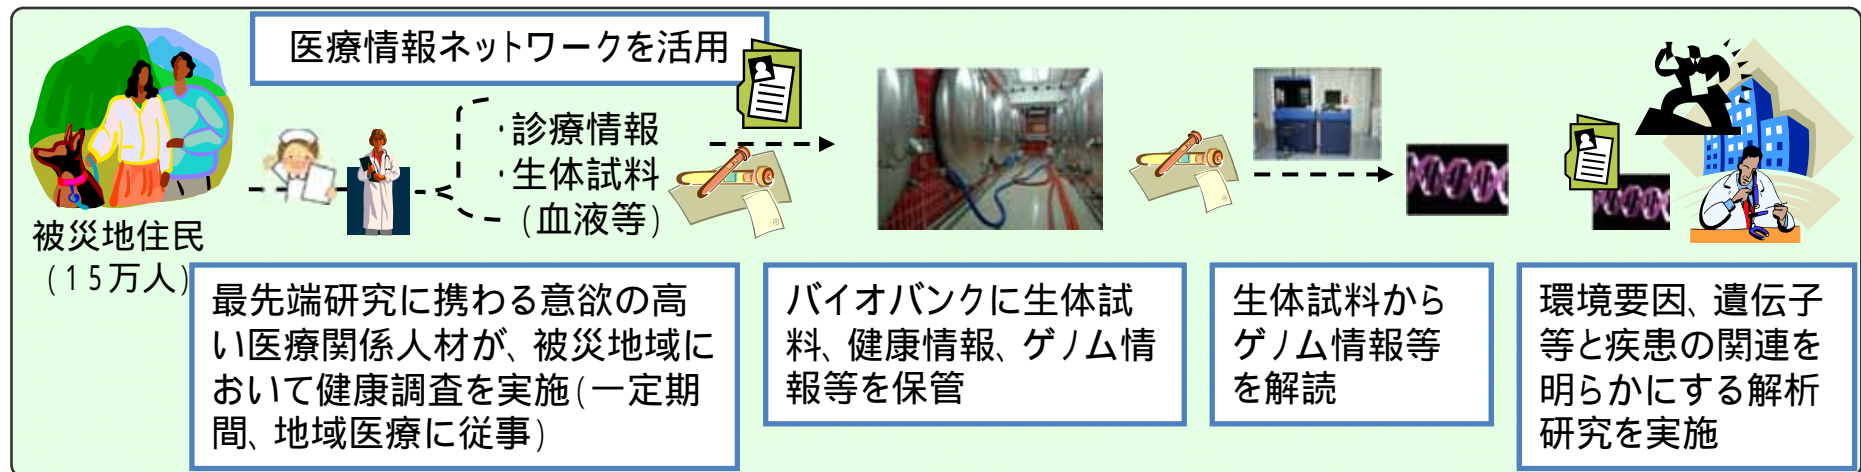 医療情報ネットワークを活用
・診療情報
・生体試料
(血液等)
被災地住民
(15万人)
最先端研究に携わる意欲の高
い医療関係人材が、被災地域に
おいて健康調査を実施(一定期
間、地域医療に従事)
バイオバンクに生体試
料、健康情報、ゲノム情
報等を保管
生体試料から
ゲノム情報等
を解読
環境要因、遺伝子
等と疾患の関連を
明らかにする解析
研究を実施